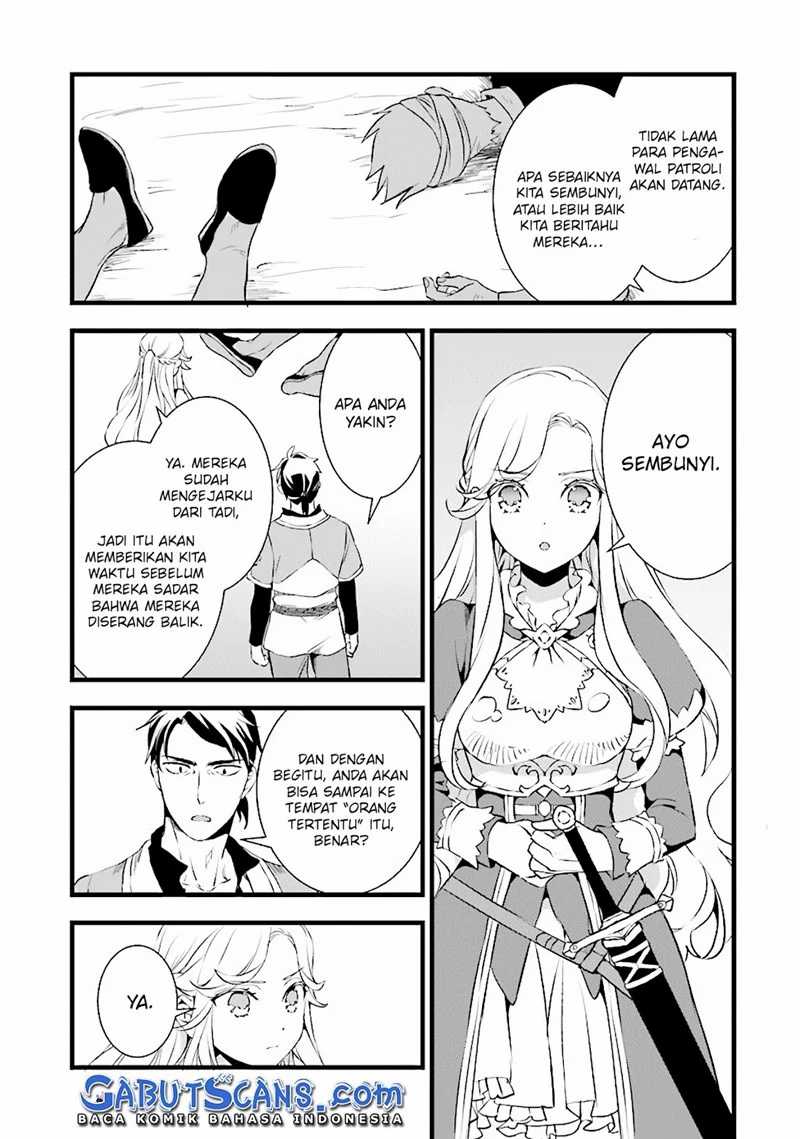 TIDAK LAMA
PARA PENGA-
WAL PATROLI
AKAN DATANG.
APA SEBAIKNYA
KITA SEMBUNYI,
ATAU LEBIH BAIK
KITA BERITAHU
MEREKA...
AYO
SEMBUNYI.
APA ANDA
YAKIN?
YA. MEREKA
SUDAH
MENGEJARKU
DARI TADI,
JADI ITU AKAN
MEMBERIKAN KITA
WAKTU SEBELUM
MEREKA SADAR
BAHWA MEREKA
DISERANG BALIK.
DAN DENGAN
BEGITU, ANDA AKAN
BISA SAMPAI KE
TEMPAT “ORANG
TERTENTU” ITU,
BENAR?
YA.
GABUTSCANS.COM
BACA KOMIK BAHASA INDONESIA